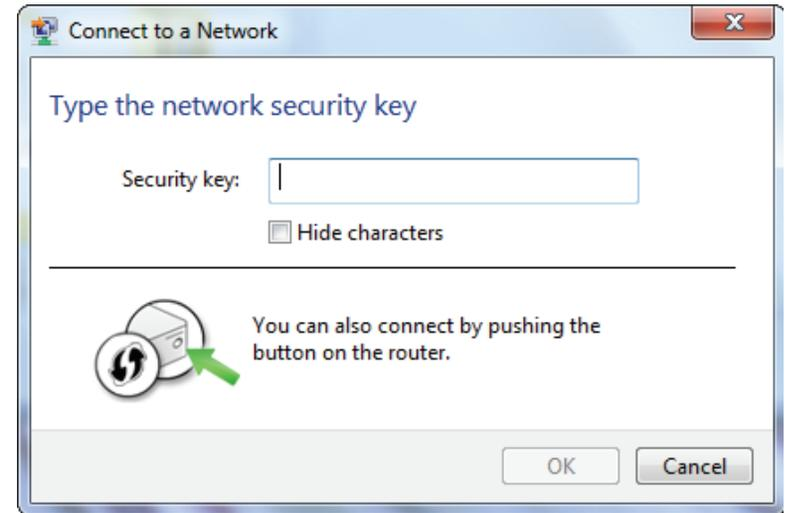 Connect to a Network
Type the network security key
Security key:
Hide characters
You can also connect by pushing the
button on the router.
OK Cancel